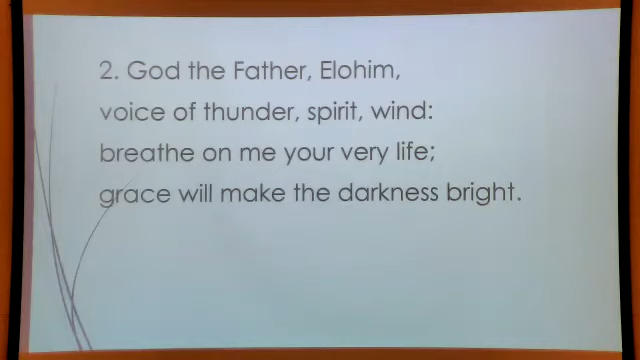 2. God the Father, Elohim,
voice of thunder, spirit, wind:
breathe on me your very life;
grace will make the darkness bright.